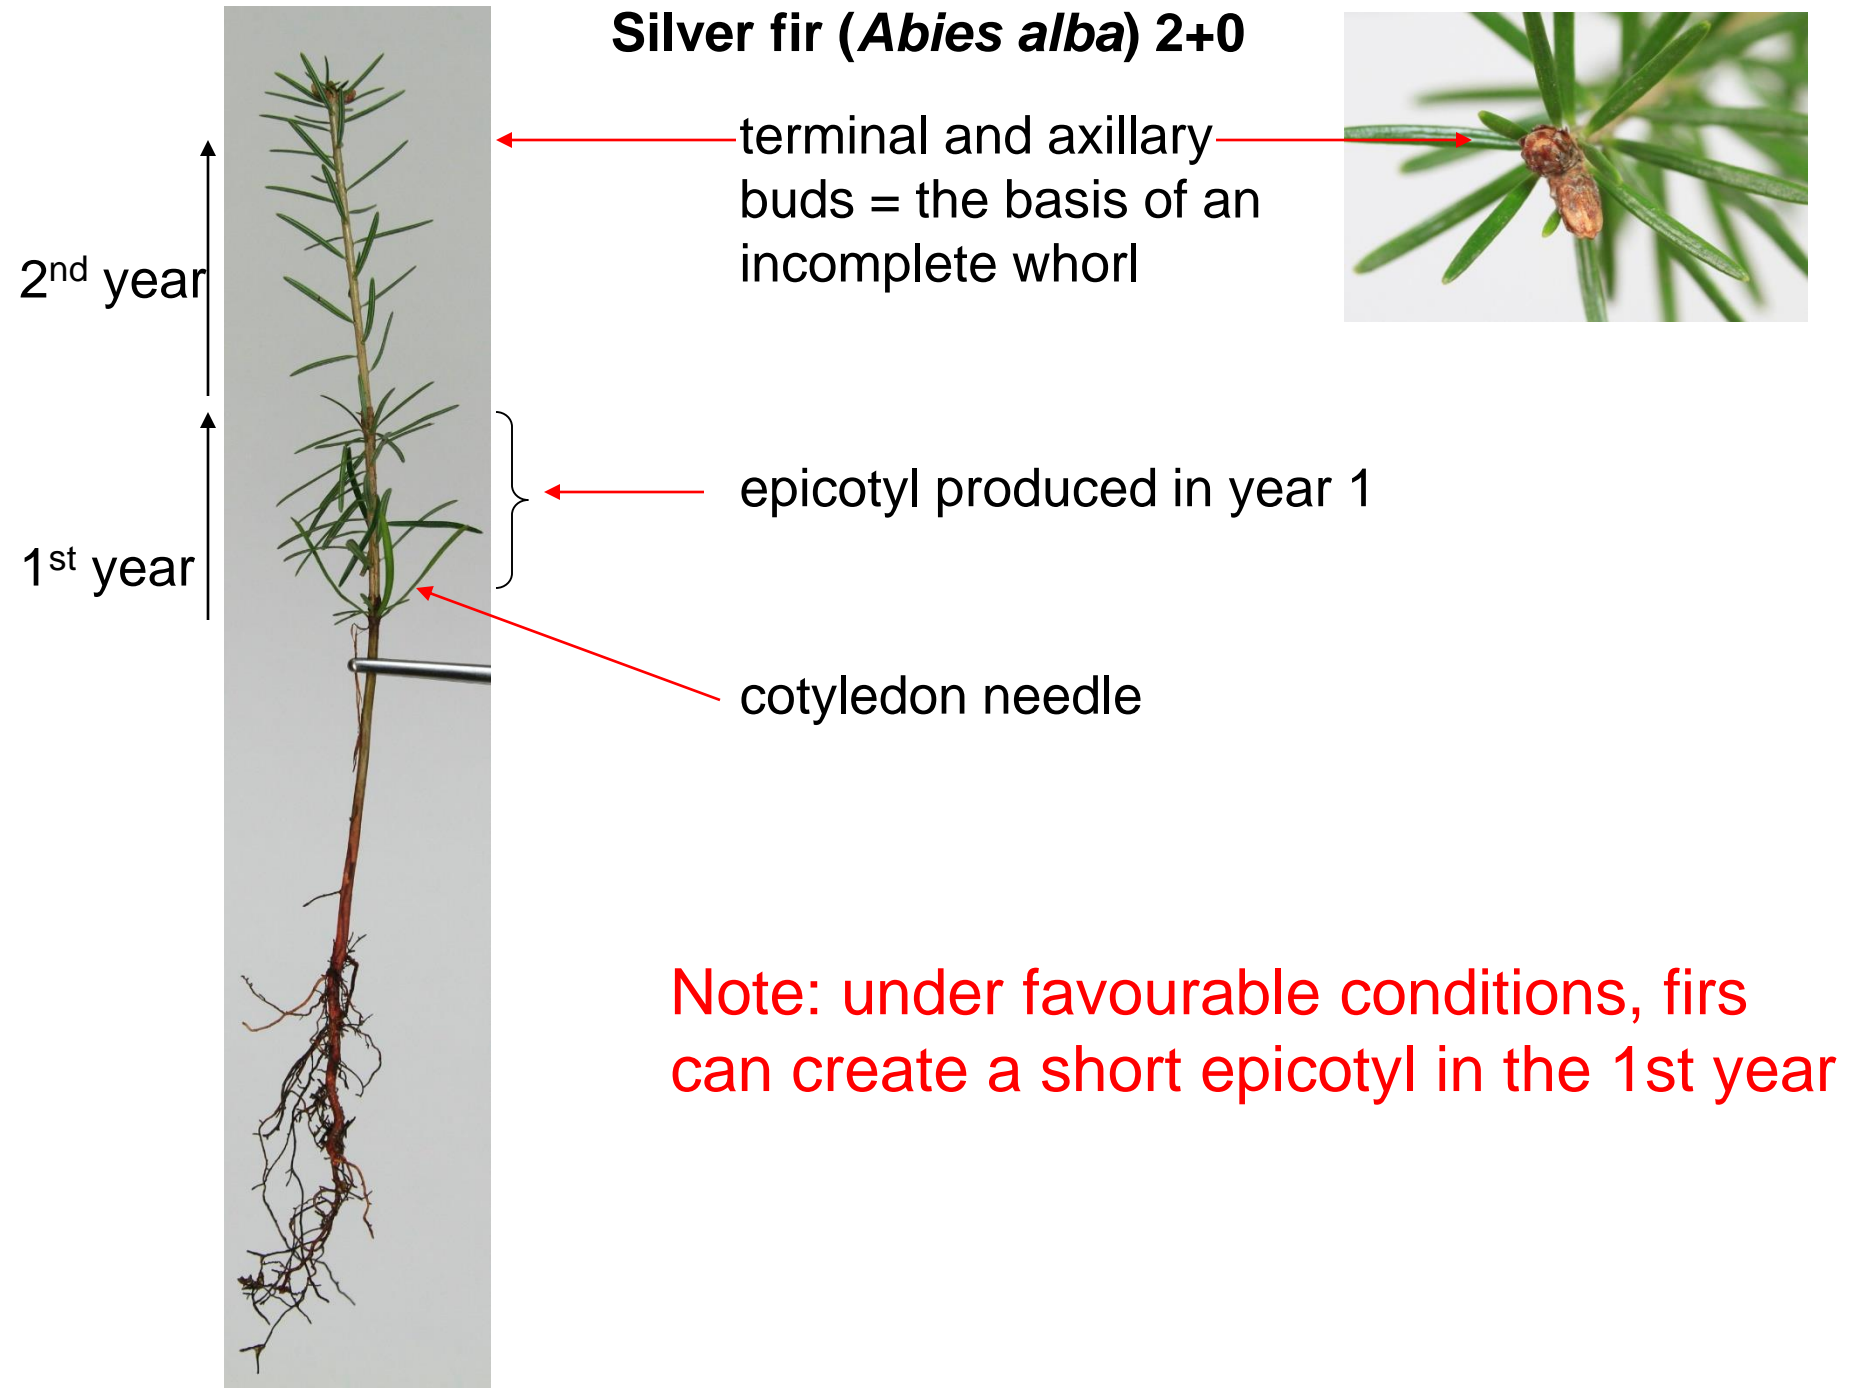 Silver fir (Abies alba) 2+0
terminal and axillary
buds = the basis of an
incomplete whorl
2nd year
epicotyl produced in year 1
1st year
cotyledon needle
Note: under favourable conditions, firs
can create a short epicotyl in the 1st year